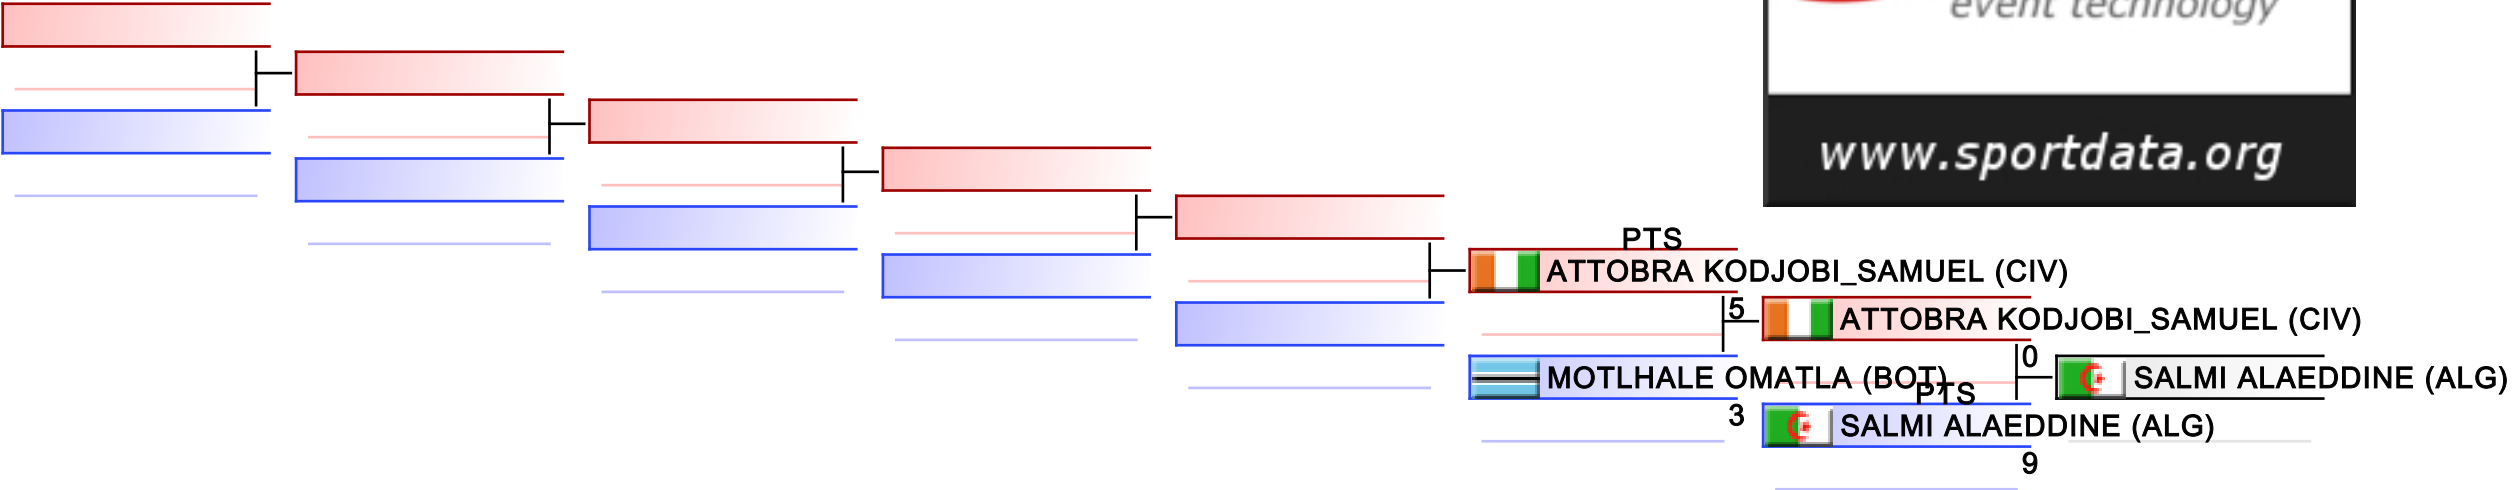 event technology
www.sportdata.org
PTS
ATTOBRA KODJOBI_SAMUEL (CIV)
5
ATTOBRA KODJOBI_SAMUEL (CIV)
0
MOTLHALE OMATLA (BOT)
SALMI ALAEDDINE (ALG)
PTS
3
SALMI ALAEDDINE (ALG)
9